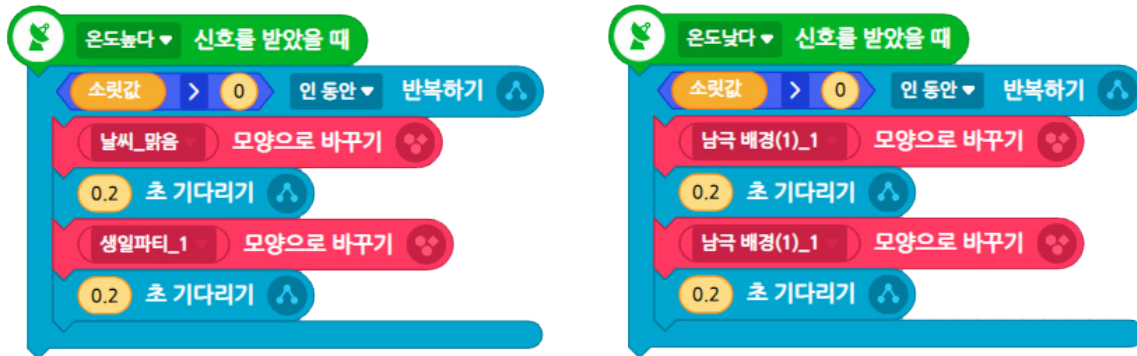 온도높다 신호를 받았을 때
소릿값 > 0 인 동안 반복하기
날씨_맑음 모양으로 바꾸기
0.2 초 기다리기
생일파티_1 모양으로 바꾸기
0.2 초 기다리기
온도낮다 신호를 받았을 때
소릿값 > 0 인 동안 반복하기
남극 배경(1)_1 모양으로 바꾸기
0.2 초 기다리기
남극 배경(1)_1 모양으로 바꾸기
0.2 초 기다리기